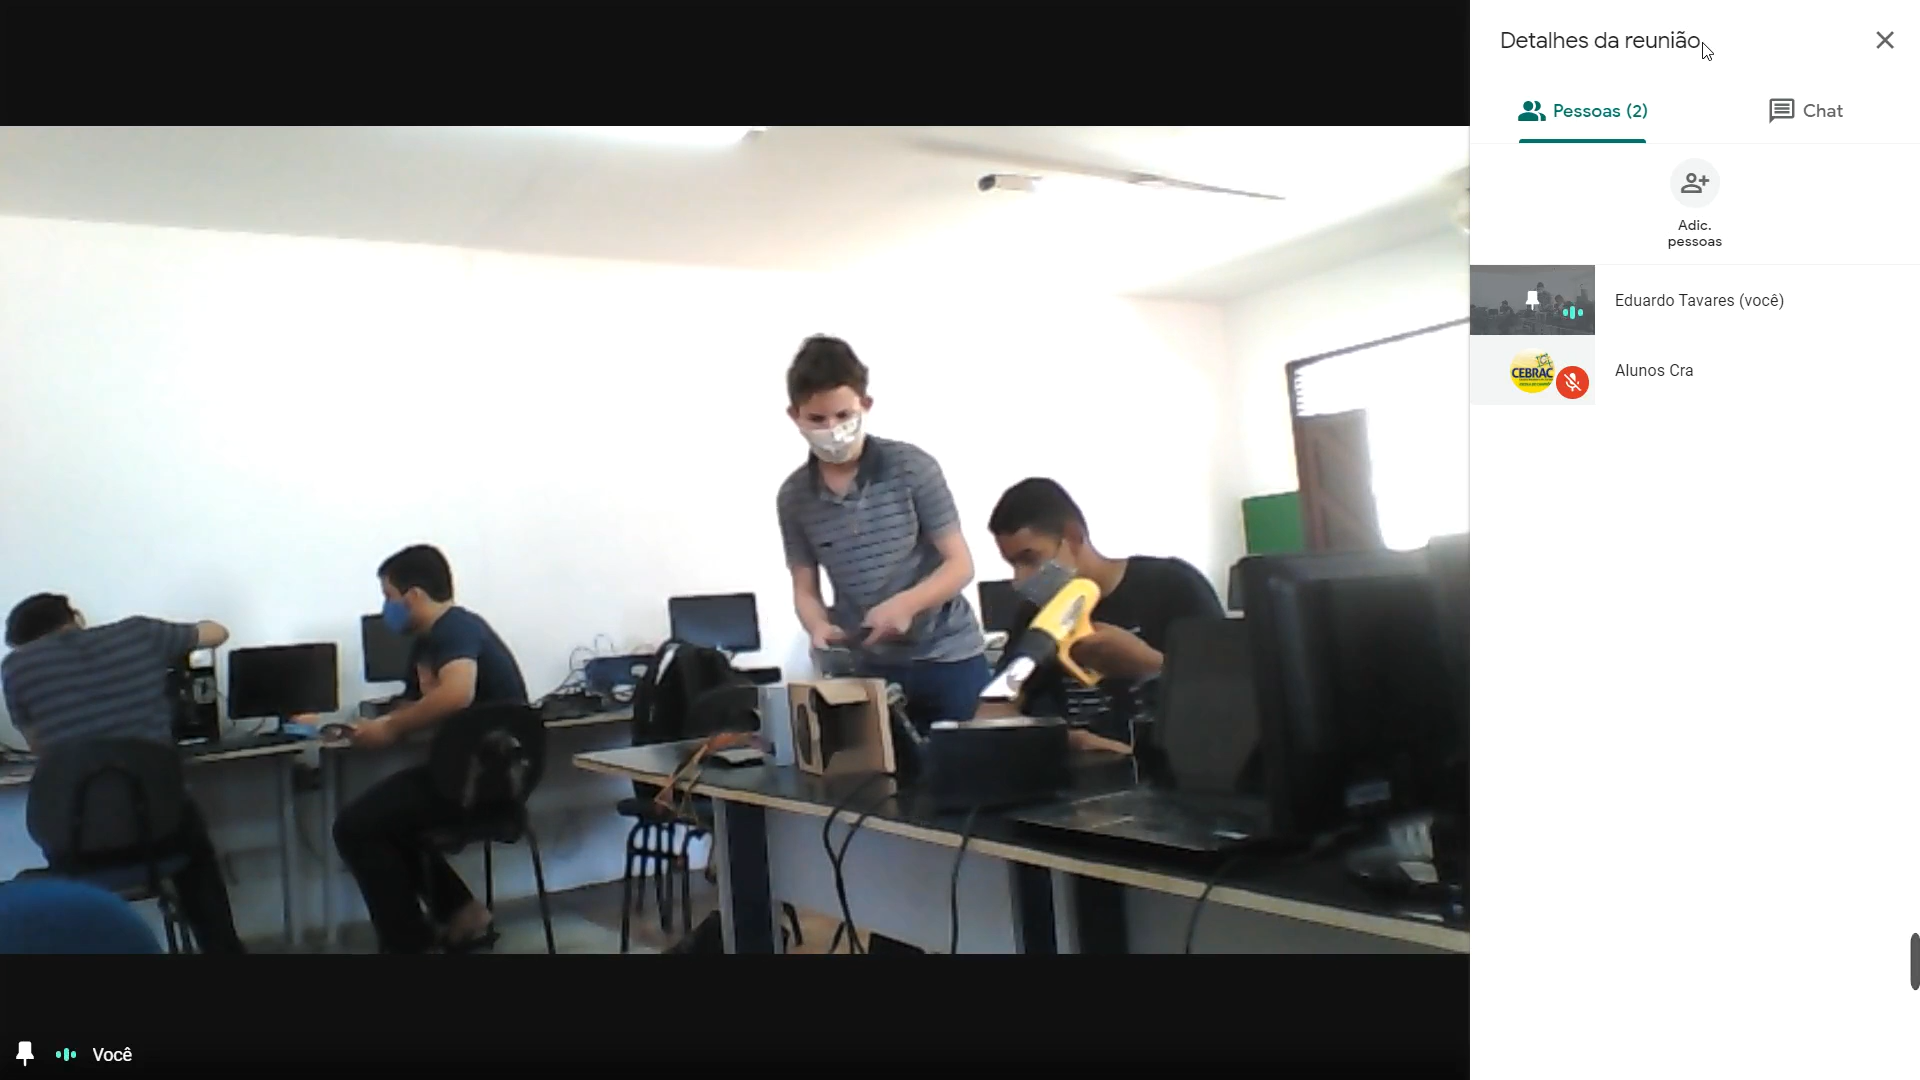 Detalhes da reunião
Pessoas (2)
Chat
Adic.
pessoas
Eduardo Tavares (você)
CEBRAC
Alunos Cra
Você